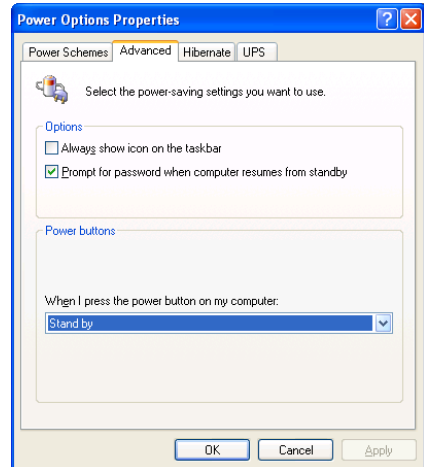 Power Options Properties
Power Schemes Advanced Hibernate UPS
Select the power-saving settings you want to use.
Options
Always show icon on the taskbar
Prompt for password when computer resumes from standby
Power buttons
When I press the power button on my computer:
Stand by
OK Cancel Apply